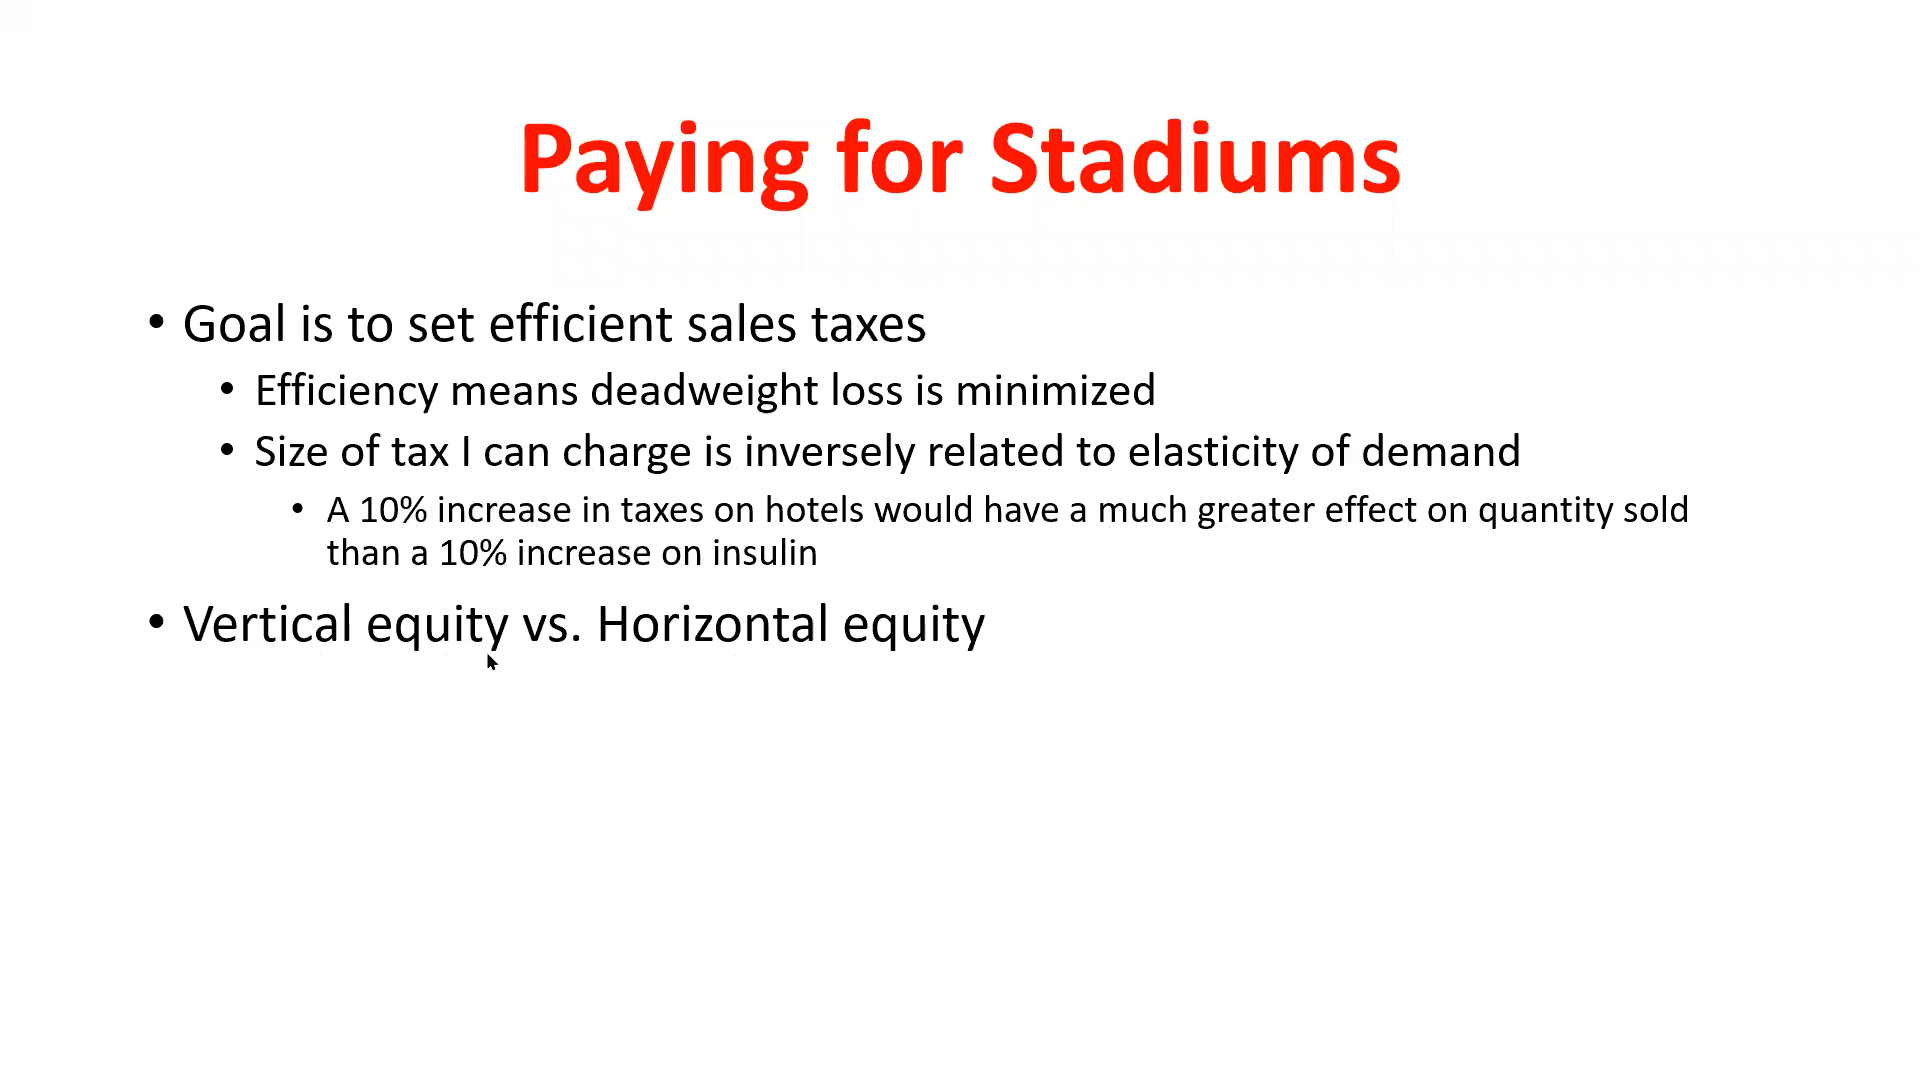 Paying for Stadiums
• Goal is to set efficient sales taxes
• Efficiency means deadweight loss is minimized
• Size of tax I can charge is inversely related to elasticity of demand
• A 10% increase in taxes on hotels would have a much greater effect on quantity sold
than a 10% increase on insulin
• Vertical equity vs. Horizontal equity